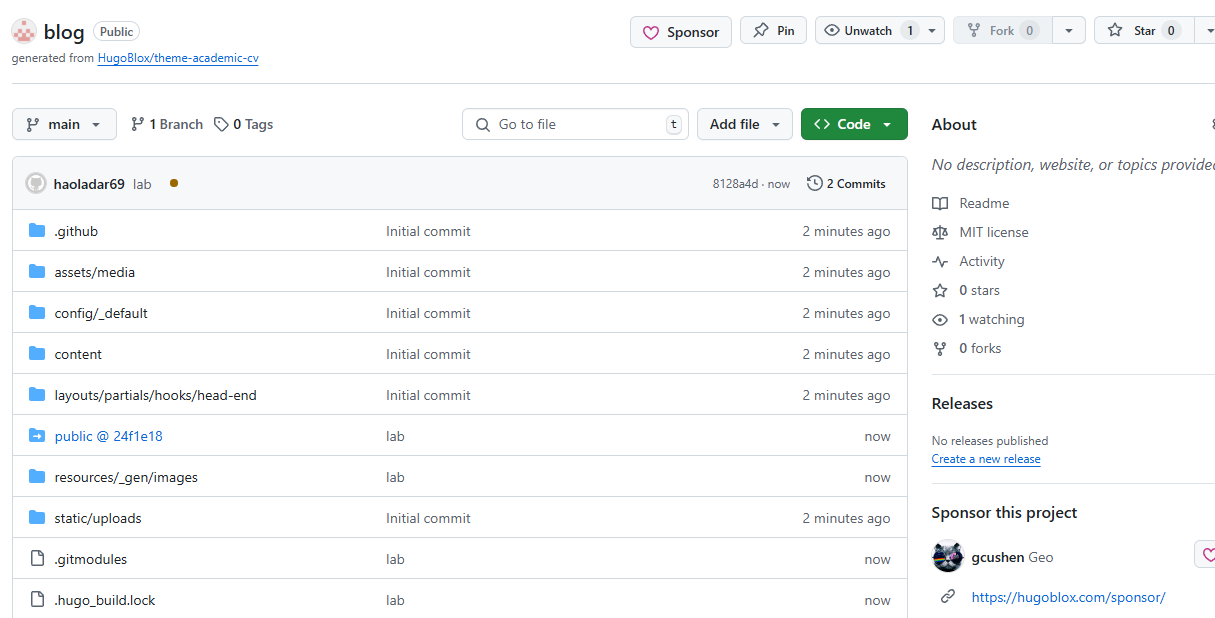 blog Public
Sponsor Pin Unwatch 1 Fork 0 Star 0
generated from HugoBlox/theme-academic-cv
main 1 Branch 0 Tags Go to file t Add file Code
haoladar69 lab 8128a4d · now 2 Commits
.github Initial commit 2 minutes ago
assets/media Initial commit 2 minutes ago
config/_default Initial commit 2 minutes ago
content Initial commit 2 minutes ago
layouts/partials/hooks/head-end Initial commit 2 minutes ago
public @ 24f1e18 lab now
resources/_gen/images lab now
static/uploads Initial commit 2 minutes ago
.gitmodules lab now
.hugo_build.lock lab now
About
No description, website, or topics provided
Readme
MIT license
Activity
0 stars
1 watching
0 forks
Releases
No releases published
Create a new release
Sponsor this project
gcushen Geo
https://hugoblox.com/sponsor/